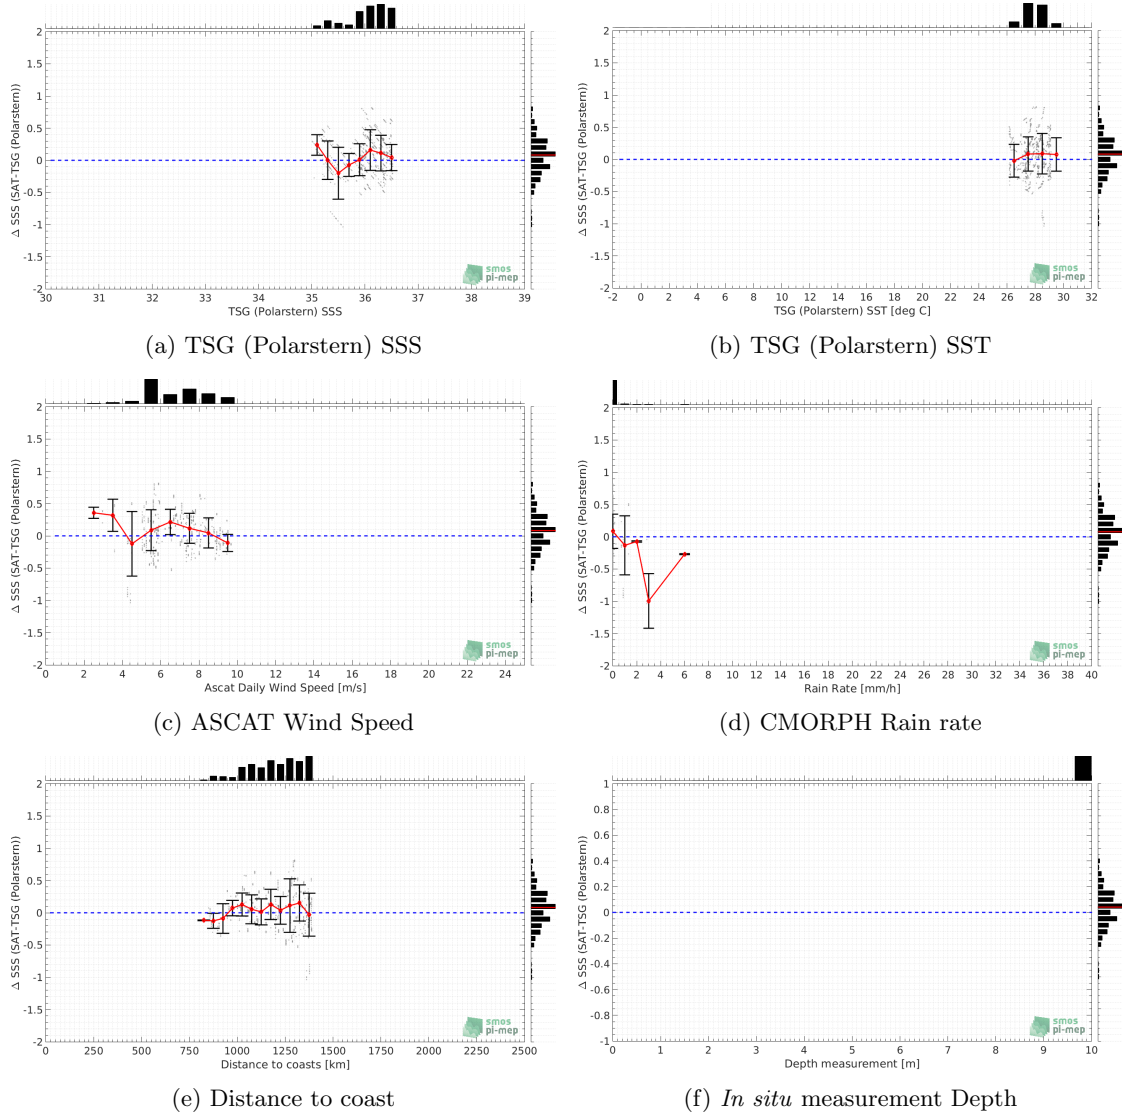 2
1.5
1
0.5
0
-0.5
-1
-1.5
-2
Δ SSS (SAT-TSG (Polarstern))
30 31 32 33 34 35 36 37 38 39
TSG (Polarstern) SSS
smos
pi-mep
(a) TSG (Polarstern) SSS
2
1.5
1
0.5
0
-0.5
-1
-1.5
-2
Δ SSS (SAT-TSG (Polarstern))
-2 0 2 4 6 8 10 12 14 16 18 20 22 24 26 28 30 32
TSG (Polarstern) SST [deg C]
smos
pi-mep
(b) TSG (Polarstern) SST
2
1.5
1
0.5
0
-0.5
-1
-1.5
-2
Δ SSS (SAT-TSG (Polarstern))
0 2 4 6 8 10 12 14 16 18 20 22 24
Ascat Daily Wind Speed [m/s]
smos
pi-mep
(c) ASCAT Wind Speed
2
1.5
1
0.5
0
-0.5
-1
-1.5
-2
Δ SSS (SAT-TSG (Polarstern))
0 2 4 6 8 10 12 14 16 18 20 22 24 26 28 30 32 34 36 38 40
Rain Rate [mm/h]
smos
pi-mep
(d) CMORPH Rain rate
2
1.5
1
0.5
0
-0.5
-1
-1.5
-2
Δ SSS (SAT-TSG (Polarstern))
0 250 500 750 1000 1250 1500 1750 2000 2250 2500
Distance to coasts [km]
smos
pi-mep
(e) Distance to coast
1
0.8
0.6
0.4
0.2
0
-0.2
-0.4
-0.6
-0.8
-1
Δ SSS (SAT-TSG (Polarstern))
0 1 2 3 4 5 6 7 8 9 10
Depth measurement [m]
smos
pi-mep
(f) In situ measurement Depth